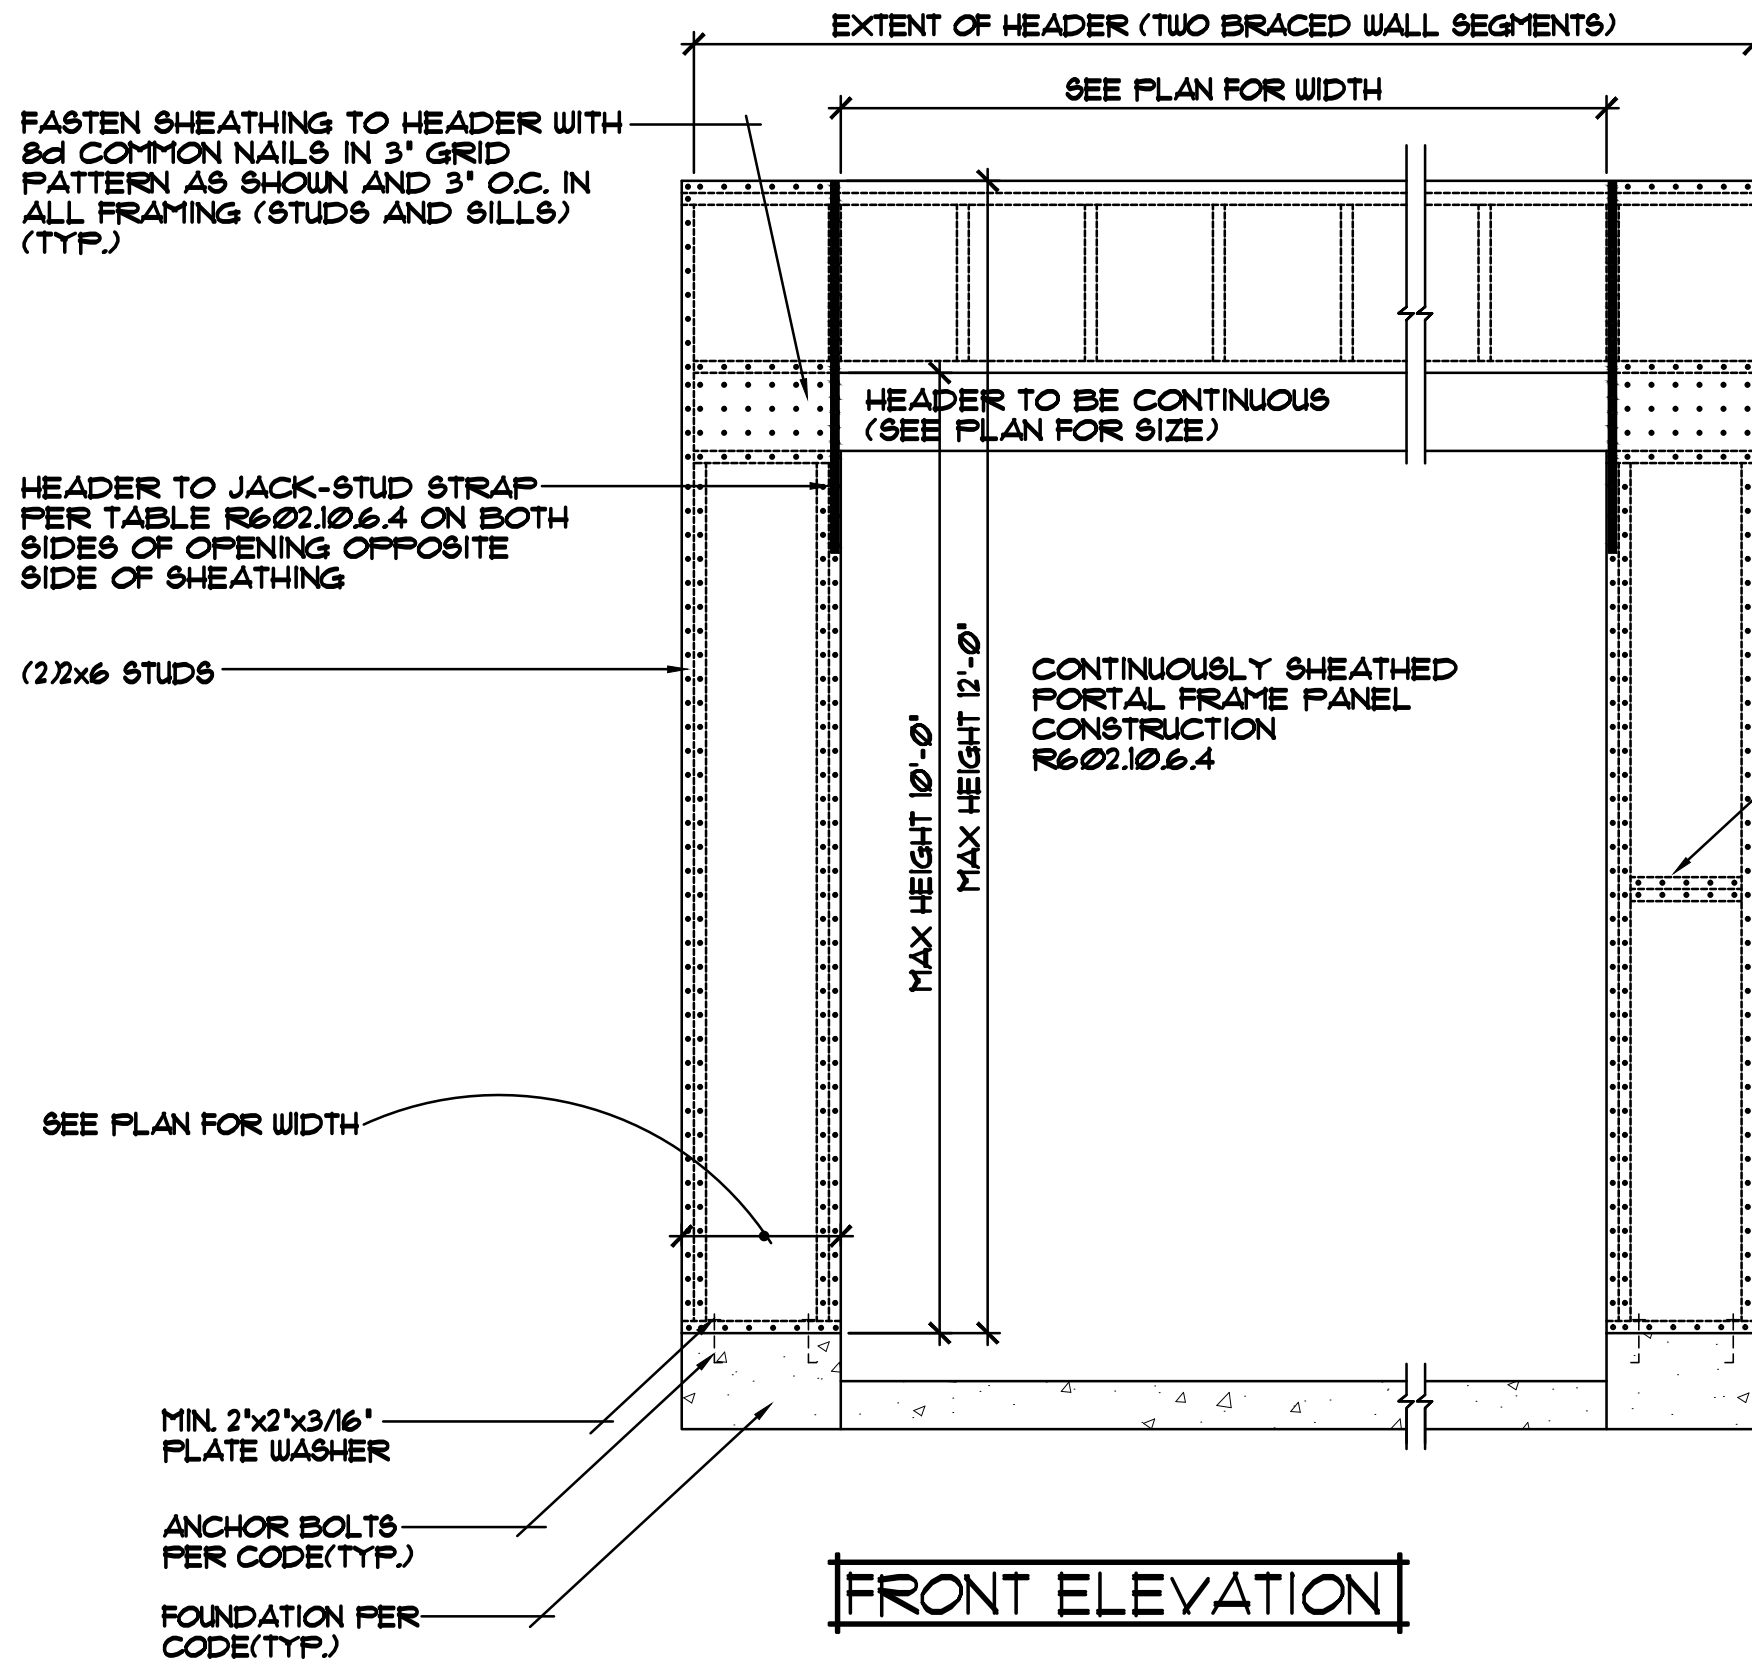 EXTENT OF HEADER (TWO BRACED WALL SEGMENTS)
SEE PLAN FOR WIDTH
FASTEN SHEATHING TO HEADER WITH
8d COMMON NAILS IN 3" GRID
PATTERN AS SHOWN AND 3" O.C. IN
ALL FRAMING (STUDS AND SILLS)
(TYP.)
HEADER TO BE CONTINUOUS
(SEE PLAN FOR SIZE)
HEADER TO JACK-STUD STRAP
PER TABLE R602.10.6.4 ON BOTH
SIDES OF OPENING OPPOSITE
SIDE OF SHEATHING
(2)2x6 STUDS
MAX HEIGHT 10'-0"
MAX HEIGHT 12'-0"
CONTINUOUSLY SHEATHED
PORTAL FRAME PANEL
CONSTRUCTION
R602.10.6.4
SEE PLAN FOR WIDTH
MIN. 2"x2"x3/16"
PLATE WASHER
ANCHOR BOLTS
PER CODE(TYP.)
FOUNDATION PER
CODE(TYP.)
FRONT ELEVATION